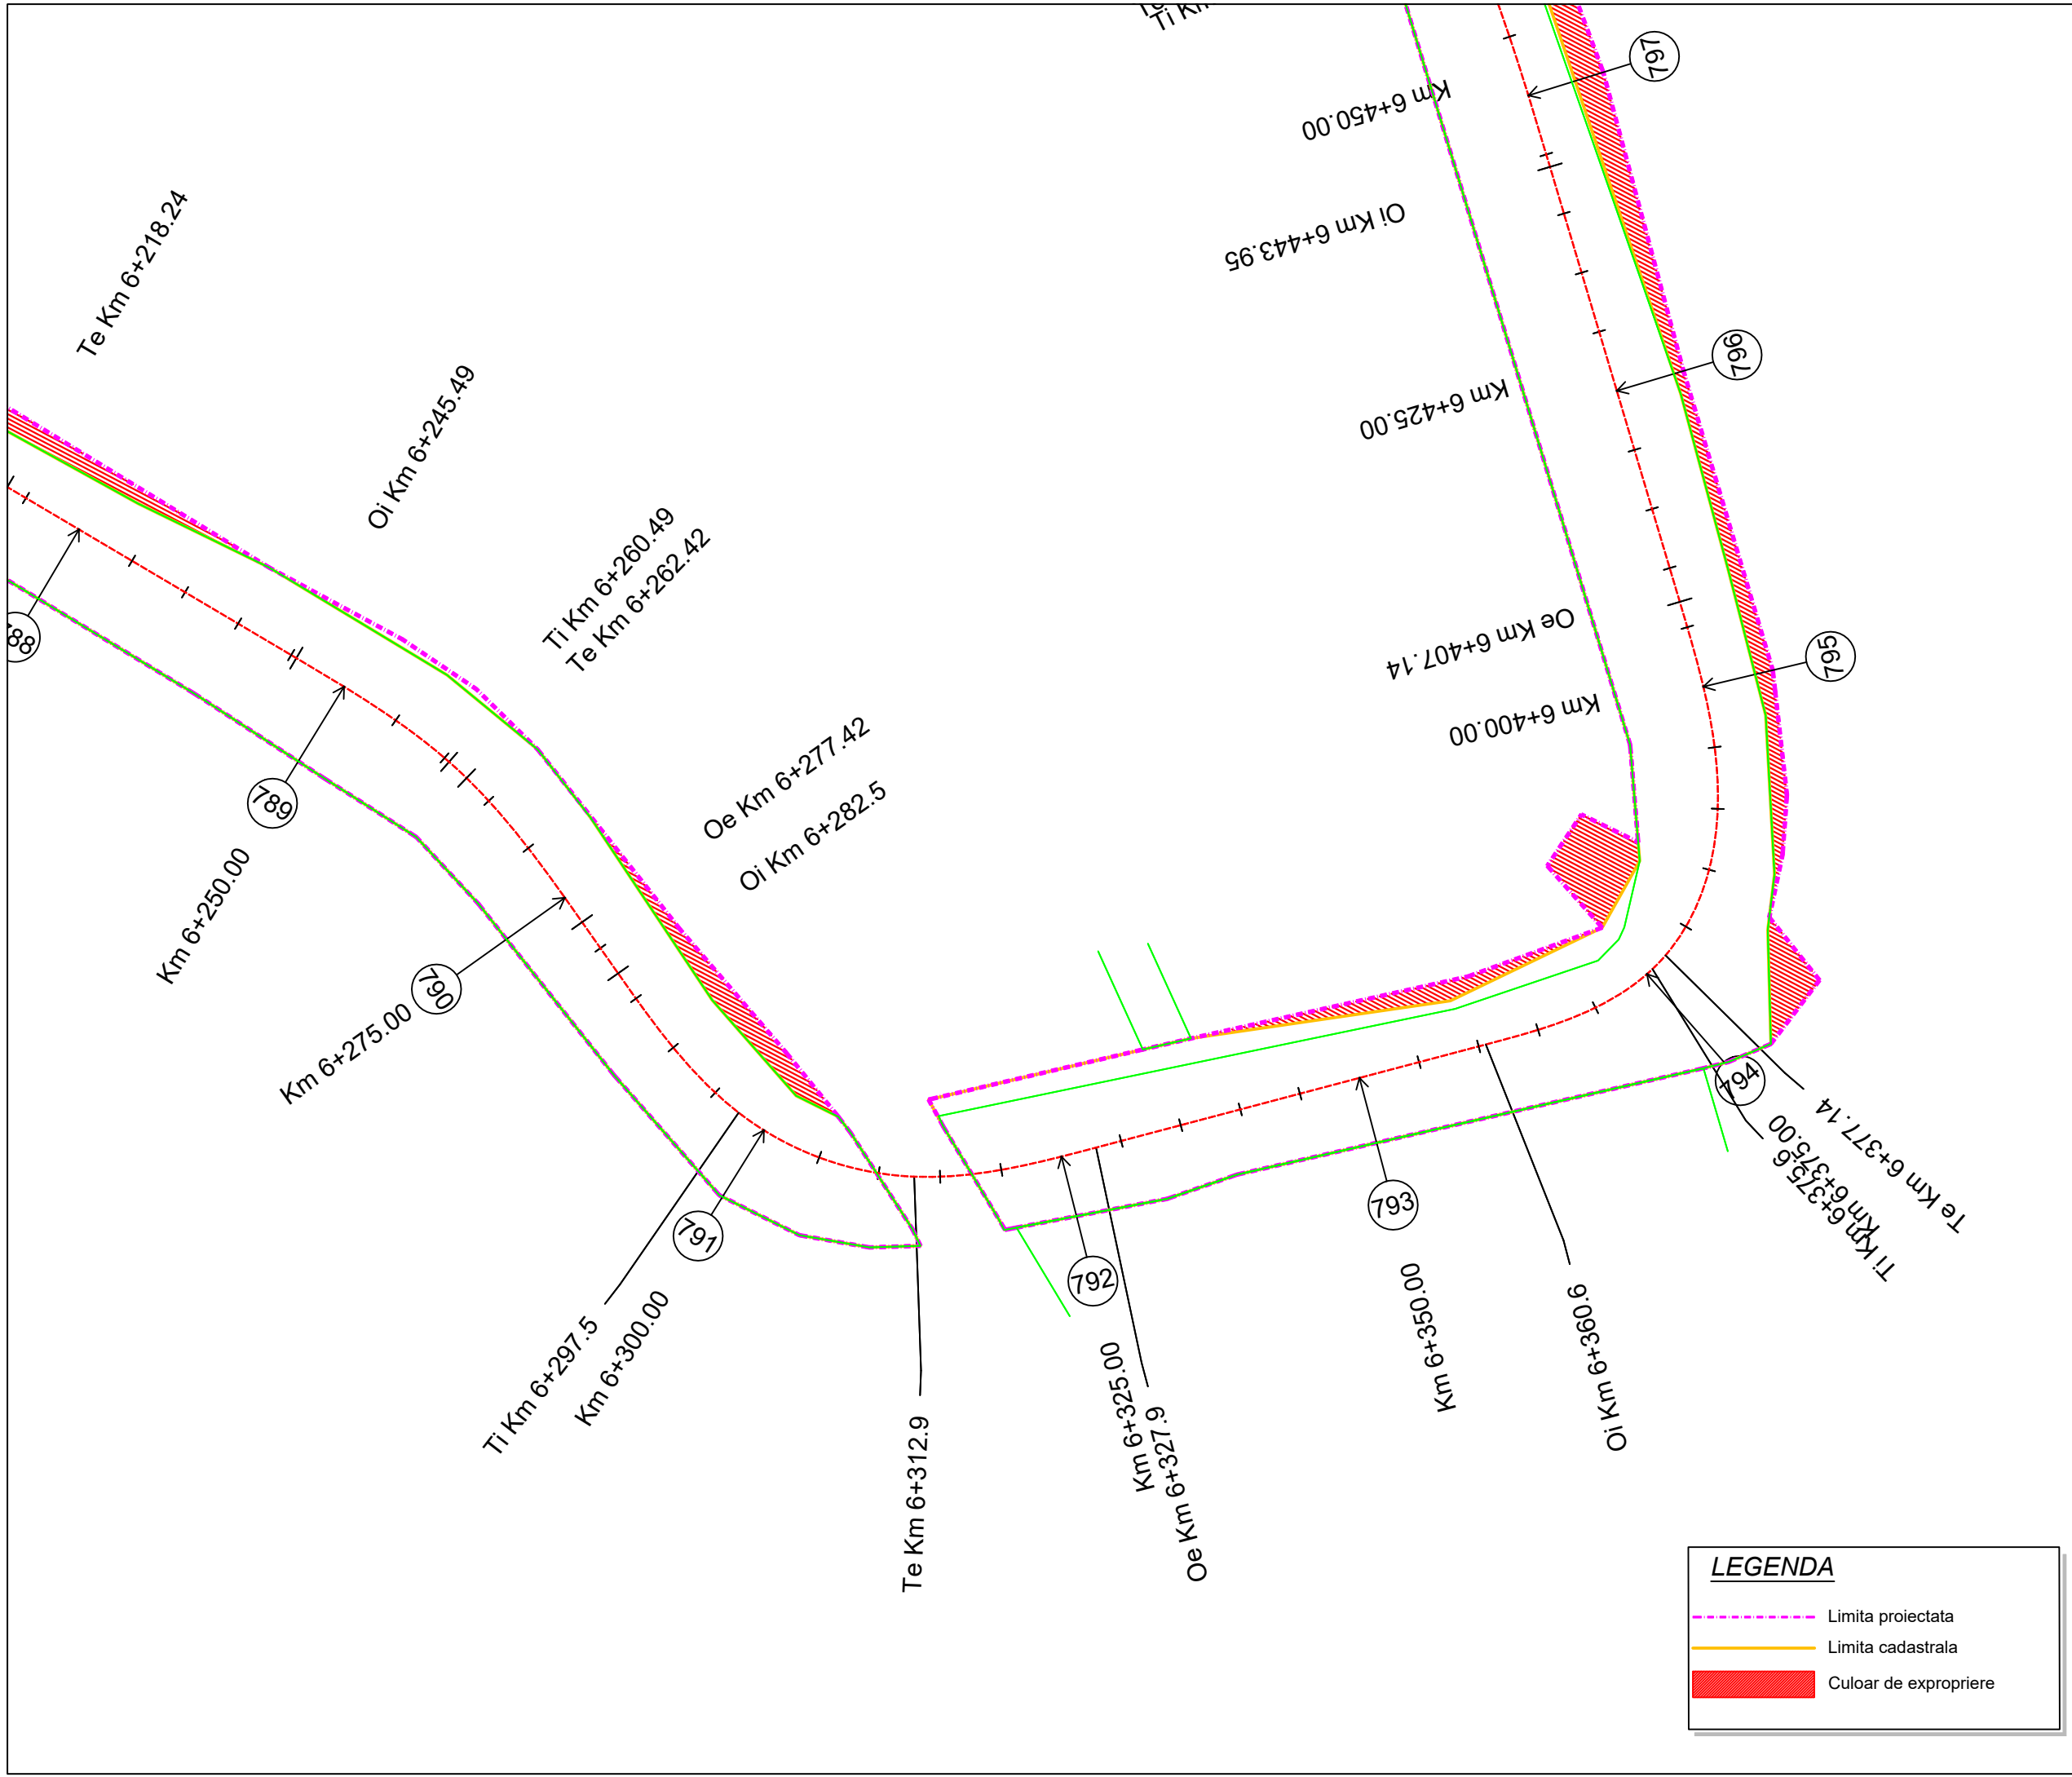 Te Km 6+218.24
Oi Km 6+245.49
Ti Km 6+260.49
Te Km 6+262.42
Oe Km 6+277.42
Oi Km 6+282.5
789
Km 6+250.00
790
Km 6+275.00
791
Ti Km 6+297.5
Km 6+300.00
Te Km 6+312.9
792
Km 6+325.00
Oe Km 6+327.9
793
Km 6+350.00
Oi Km 6+360.6
794
Ti Km 6+375.6
Km 6+375.00
Te Km 6+377.14
795
Km 6+400.00
Oe Km 6+407.14
796
Km 6+425.00
Oi Km 6+443.95
797
Km 6+450.00
LEGENDA
Limita proiectata
Limita cadastrala
Culoar de expropriere